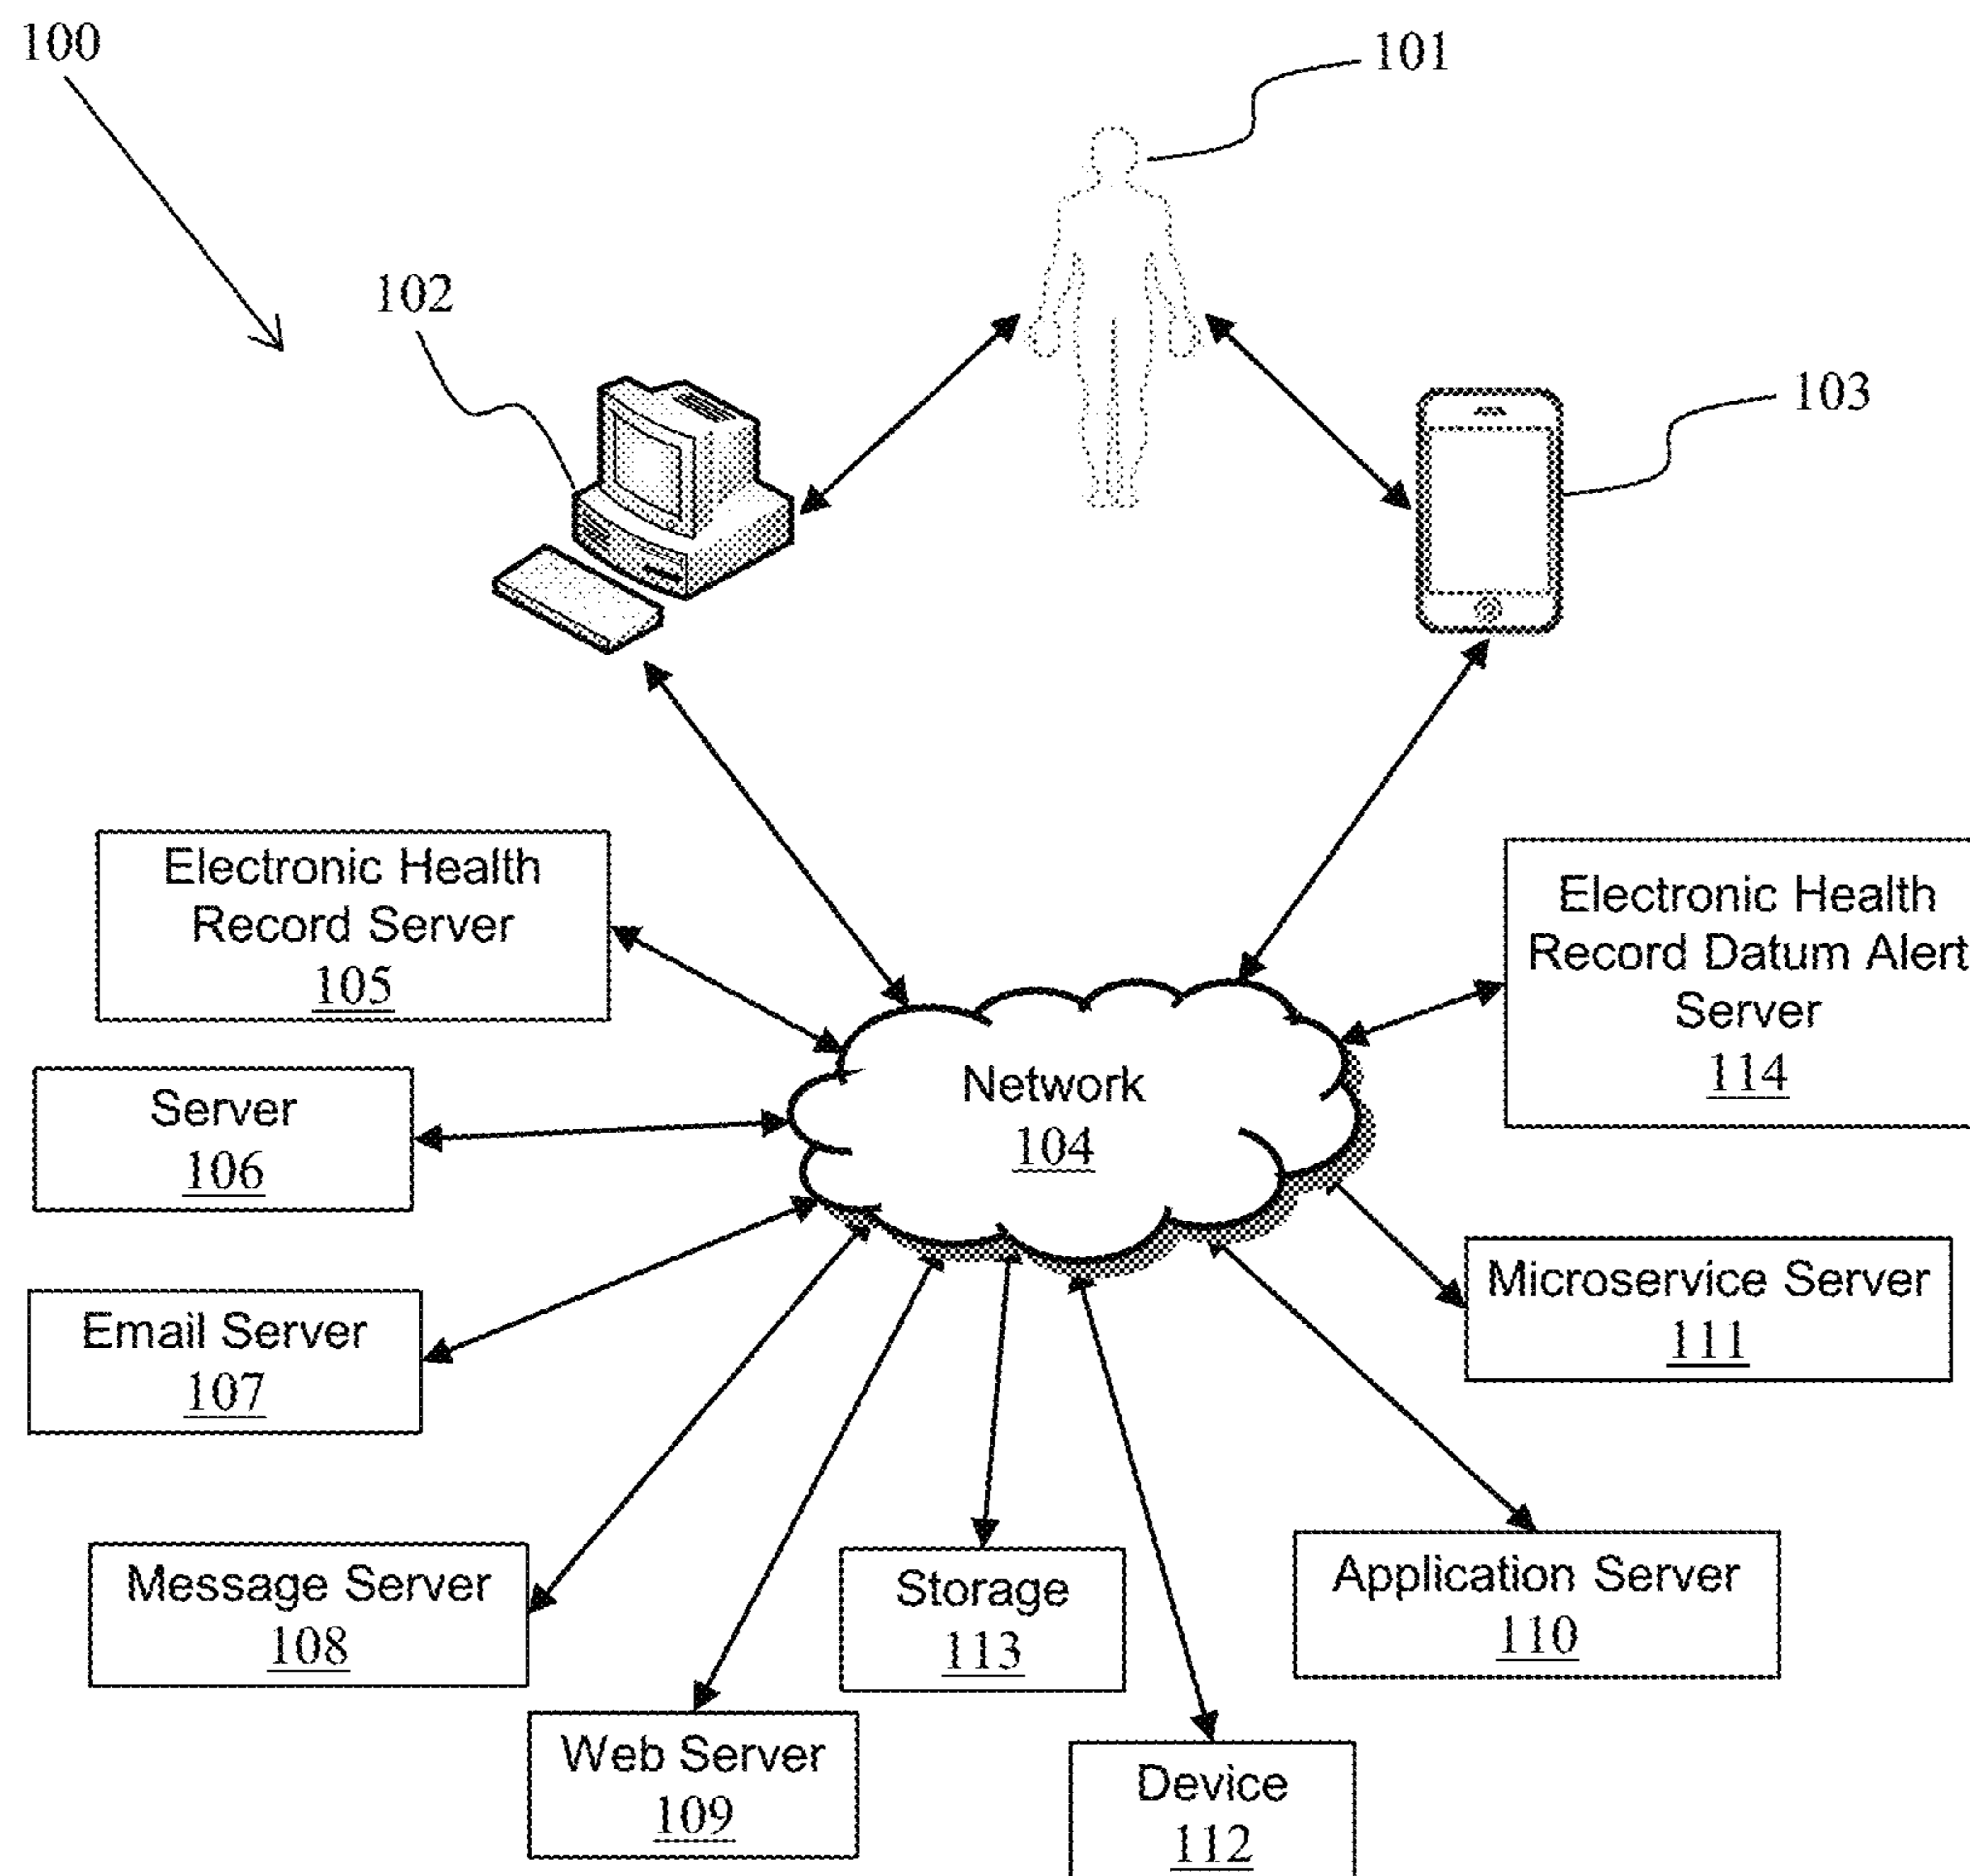 100
101
102
103
Electronic Health
Record Server
105
Electronic Health
Record Datum Alert
Server
114
Network
104
Server
106
Microservice Server
111
Email Server
107
Message Server
108
Storage
113
Application Server
110
Web Server
109
Device
112